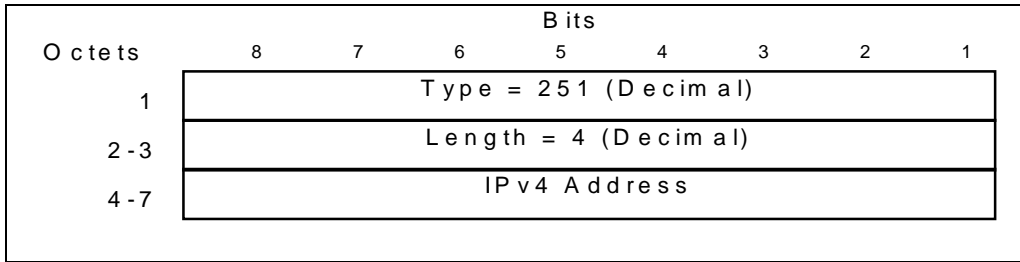 Bits
Octets 8 7 6 5 4 3 2 1
1 Type = 251 (Decimal)
2-3 Length = 4 (Decimal)
4-7 IPv4 Address